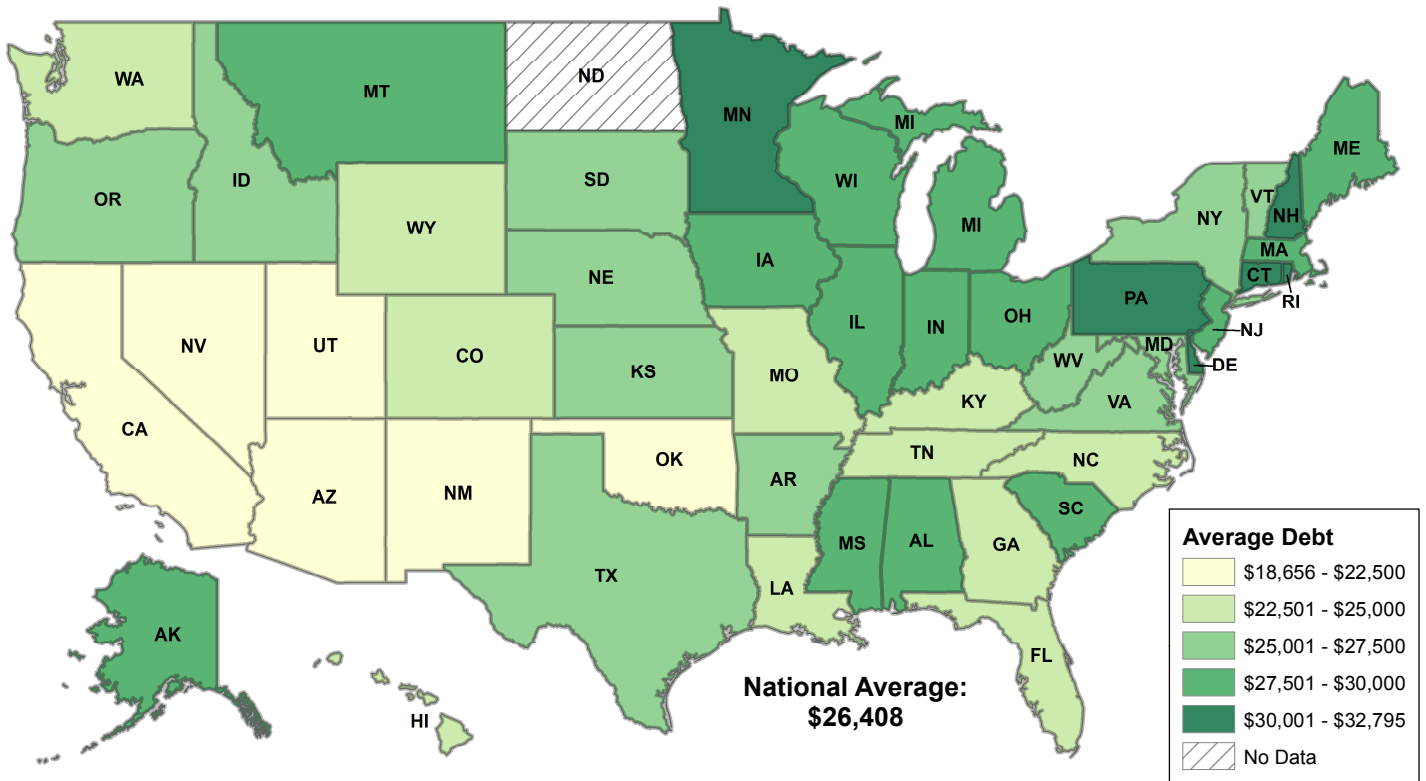 WA
MT
ND
MN
MI
ME
OR
ID
SD
WI
VT
NH
NY
WY
MI
MA
IA
NE
CT
RI
PA
NV
UT
CO
IL
IN
OH
NJ
MD
DE
WV
KS
MO
VA
CA
KY
TN
NC
OK
AZ
NM
AR
SC
MS
AL
GA
TX
LA
AK
FL
HI
National Average:
$26,408
Average Debt
$18,656 - $22,500
$22,501 - $25,000
$25,001 - $27,500
$27,501 - $30,000
$30,001 - $32,795
No Data